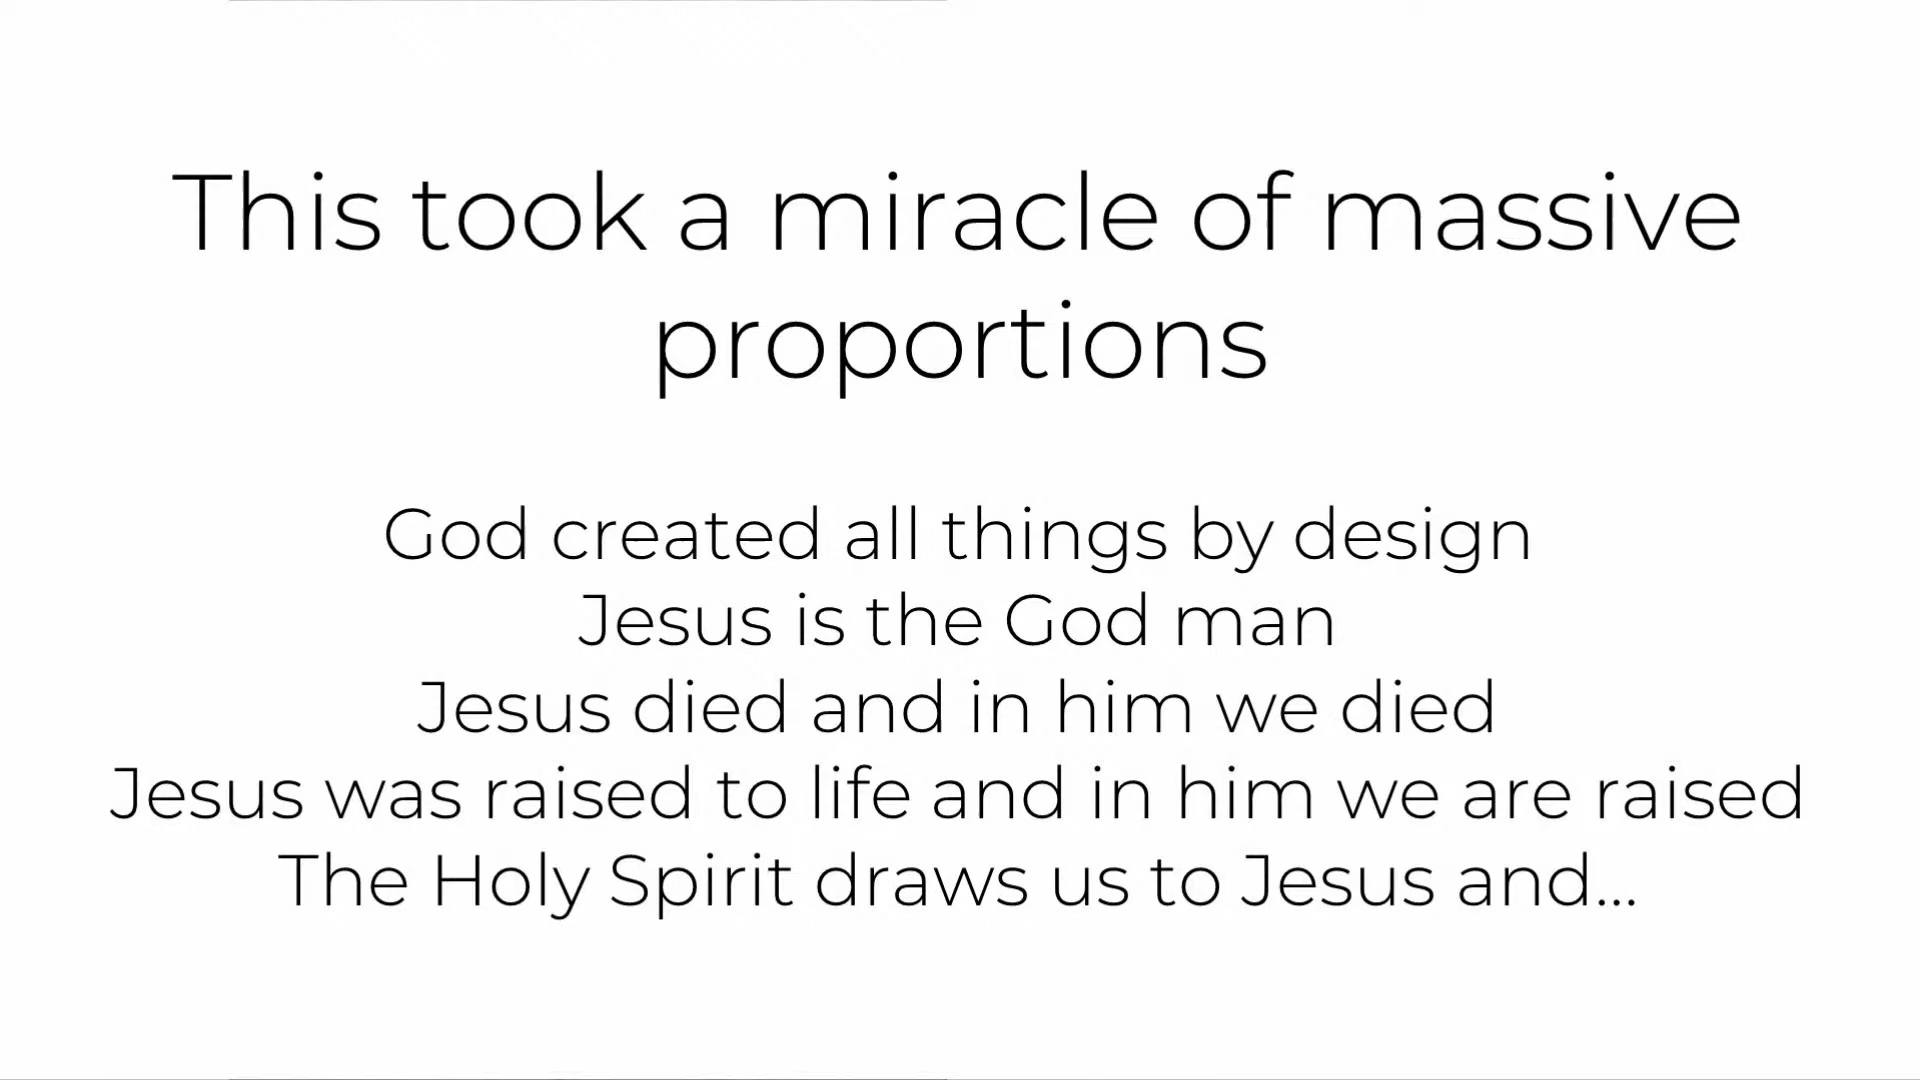 This took a miracle of massive
proportions
God created all things by design
Jesus is the God man
Jesus died and in him we died
Jesus was raised to life and in him we are raised
The Holy Spirit draws us to Jesus and...